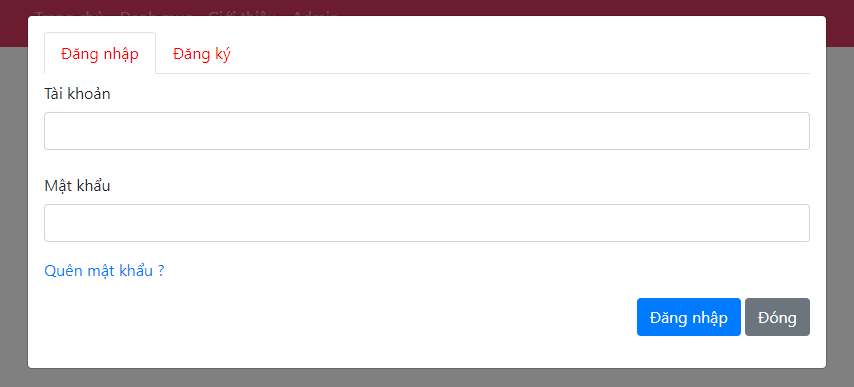 Đăng nhập Đăng ký
Tài khoản
Mật khẩu
Quên mật khẩu ?
Đăng nhập Đóng